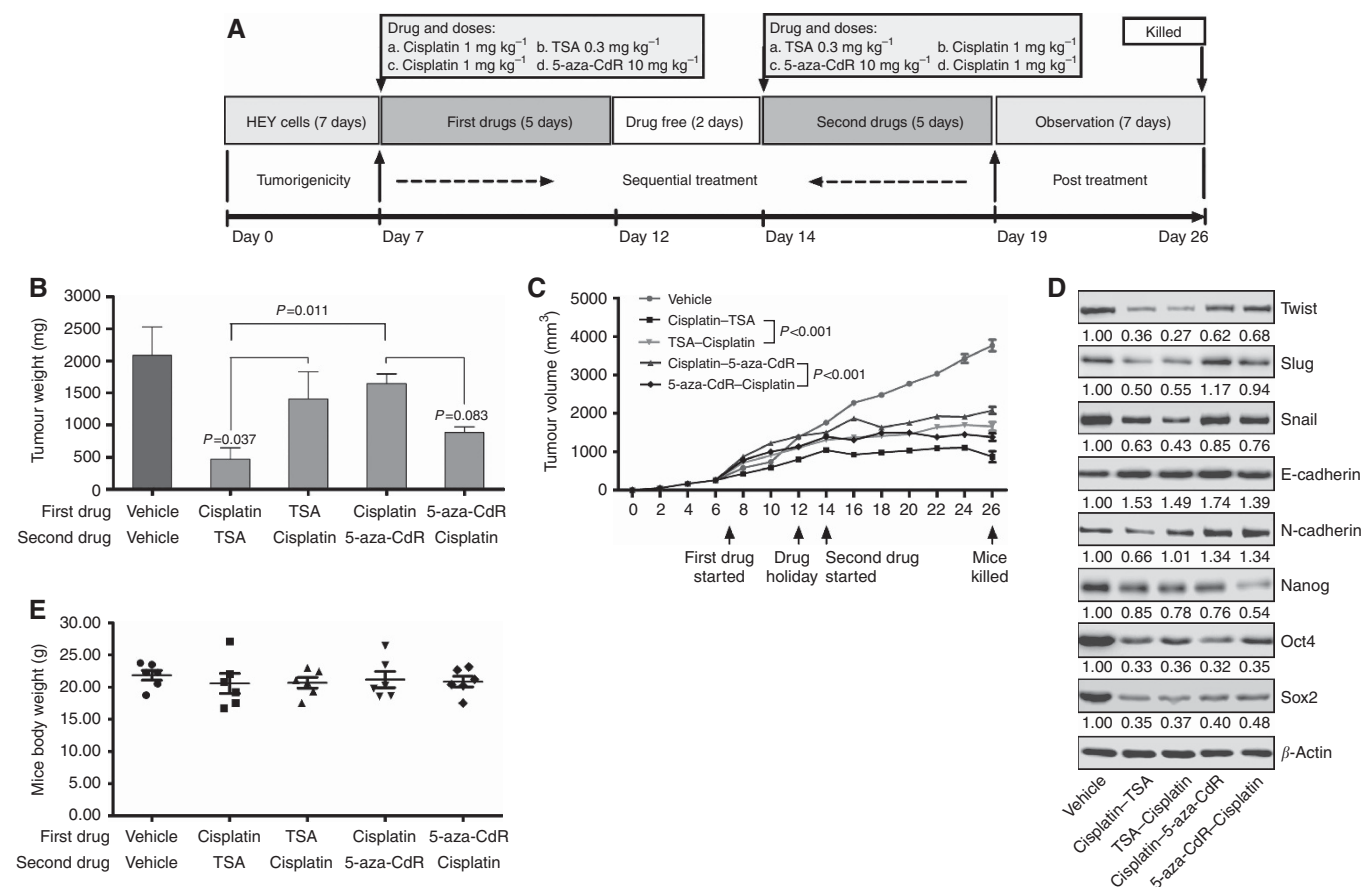 A
Drug and doses:
a. Cisplatin 1 mg kg–1 b. TSA 0.3 mg kg–1
c. Cisplatin 1 mg kg–1 d. 5-aza-CdR 10 mg kg–1
Drug and doses:
a. TSA 0.3 mg kg–1 b. Cisplatin 1 mg kg–1
c. 5-aza-CdR 10 mg kg–1 d. Cisplatin 1 mg kg–1
Killed
HEY cells (7 days) First drugs (5 days) Drug free (2 days) Second drugs (5 days) Observation (7 days)
Tumorigenicity Sequential treatment Post treatment
Day 0 Day 7 Day 12 Day 14 Day 19 Day 26
B
Tumour weight (mg)
3000
2500
2000
1500
1000
500
0
P=0.011
P=0.037
P=0.083
First drug Vehicle Cisplatin TSA Cisplatin 5-aza-CdR
Second drug Vehicle TSA Cisplatin 5-aza-CdR Cisplatin
C
Tumour volume (mm3)
5000
4000
3000
2000
1000
0
Vehicle
Cisplatin–TSA
TSA–Cisplatin
P<0.001
Cisplatin–5-aza-CdR
5-aza-CdR–Cisplatin
P<0.001
0 2 4 6 8 10 12 14 16 18 20 22 24 26
First drug started
Drug holiday
Second drug started
Mice killed
D
Twist
1.00 0.36 0.27 0.62 0.68
Slug
1.00 0.50 0.55 1.17 0.94
Snail
1.00 0.63 0.43 0.85 0.76
E-cadherin
1.00 1.53 1.49 1.74 1.39
N-cadherin
1.00 0.66 1.01 1.34 1.34
Nanog
1.00 0.85 0.78 0.76 0.54
Oct4
1.00 0.33 0.36 0.32 0.35
Sox2
1.00 0.35 0.37 0.40 0.48
β-Actin
Vehicle
Cisplatin–TSA
TSA–Cisplatin
Cisplatin–5-aza-CdR
5-aza-CdR–Cisplatin
E
Mice body weight (g)
30.00
25.00
20.00
15.00
10.00
5.00
0.00
First drug Vehicle Cisplatin TSA Cisplatin 5-aza-CdR
Second drug Vehicle TSA Cisplatin 5-aza-CdR Cisplatin